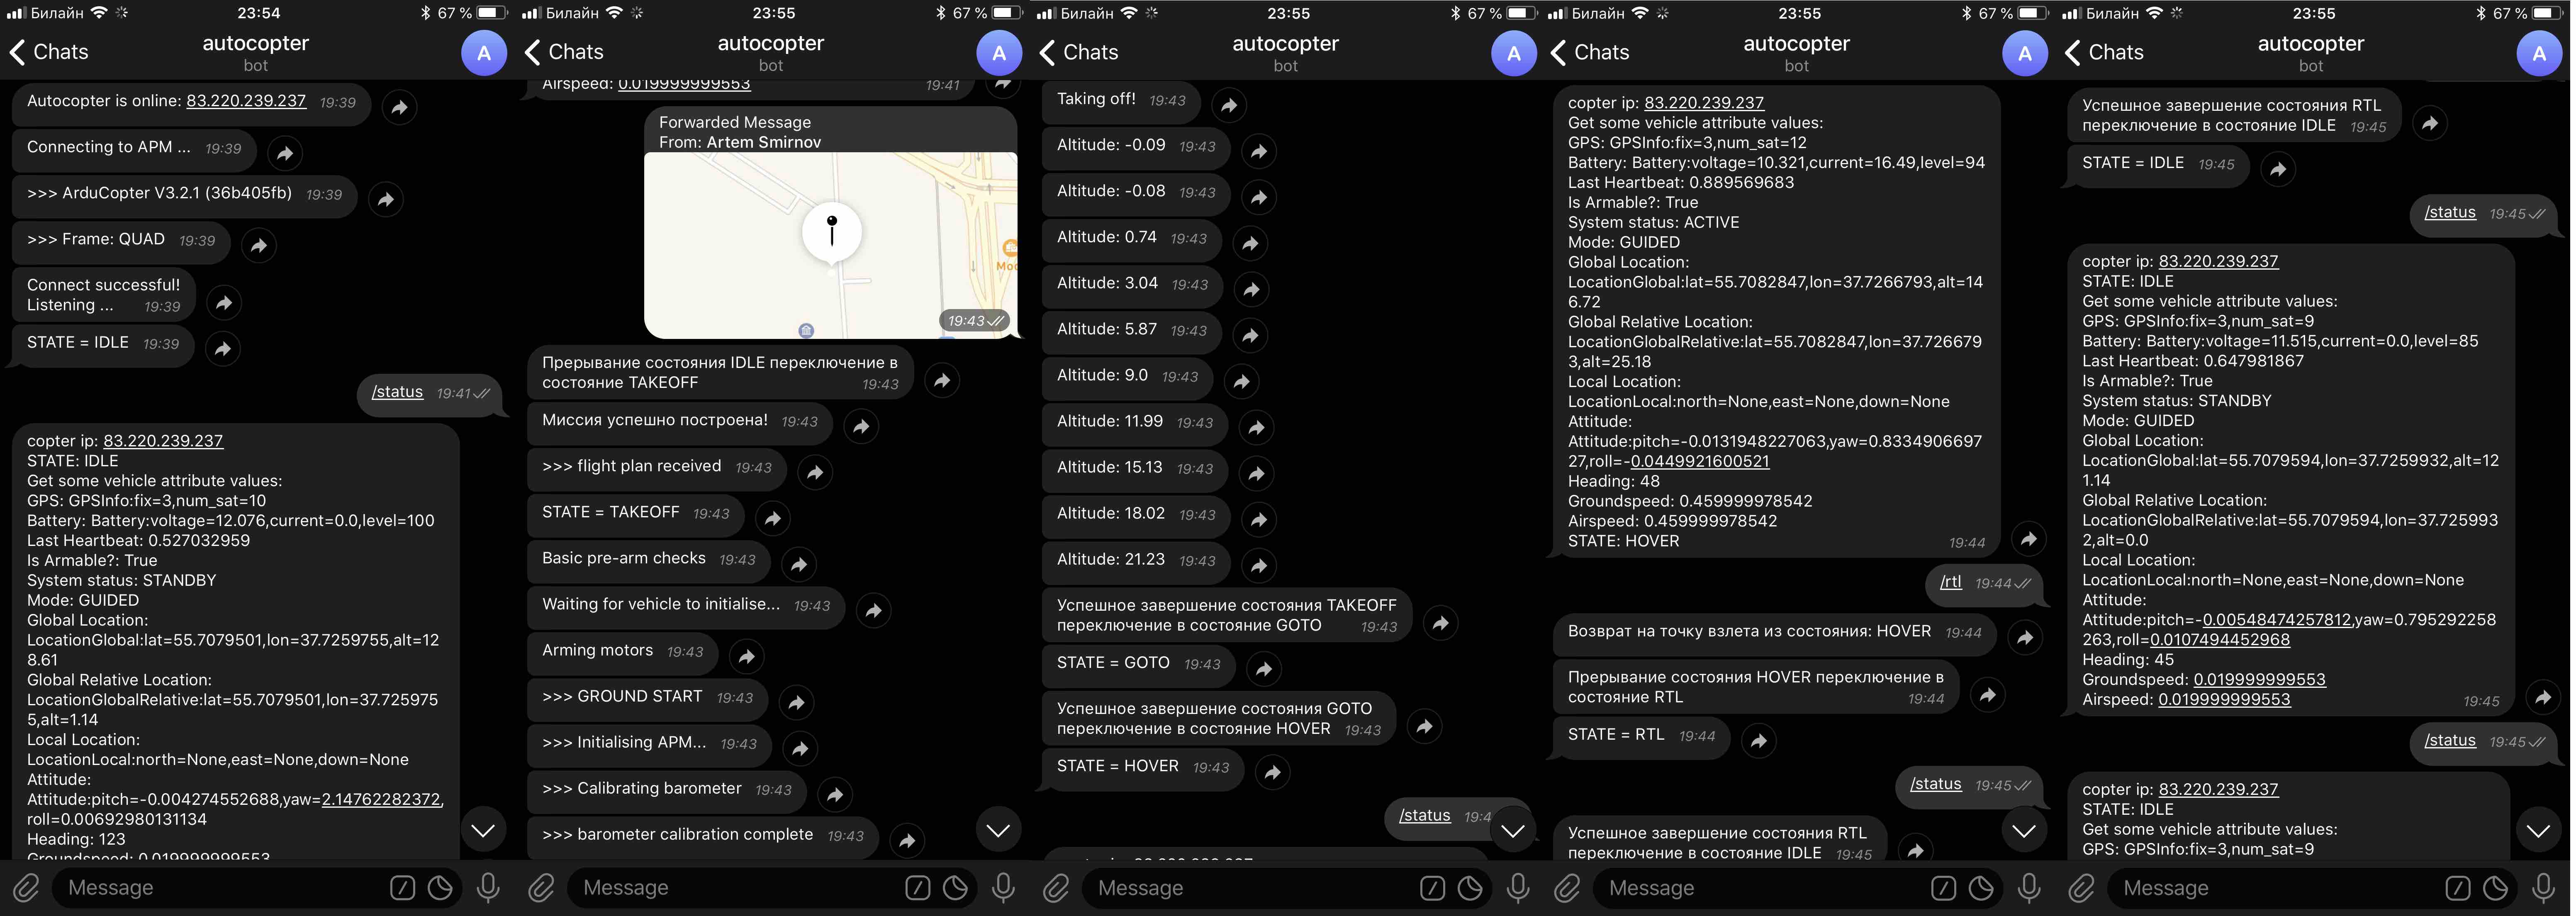 Билайн
23:54
67 %
Chats
autocopter
bot
A
Autocopter is online: 83.220.239.237 19:39
Connecting to APM ... 19:39
>>> ArduCopter V3.2.1 (36b405fb) 19:39
>>> Frame: QUAD 19:39
Connect successful!
Listening ... 19:39
STATE = IDLE 19:39
/status 19:41
copter ip: 83.220.239.237
STATE: IDLE
Get some vehicle attribute values:
GPS: GPSInfo:fix=3,num_sat=10
Battery: Battery:voltage=12.076,current=0.0,level=100
Last Heartbeat: 0.527032959
Is Armable?: True
System status: STANDBY
Mode: GUIDED
Global Location:
LocationGlobal:lat=55.7079501,lon=37.7259755,alt=12
8.61
Global Relative Location:
LocationGlobalRelative:lat=55.7079501,lon=37.725975
5,alt=1.14
Local Location:
LocationLocal:north=None,east=None,down=None
Attitude:
Attitude:pitch=-0.004274552688,yaw=2.14762282372,
roll=0.00692980131134
Heading: 123
Groundspeed: 0.019999999553
Message
Билайн
23:55
67 %
Chats
autocopter
bot
A
Airspeed: 0.019999999553 19:41
Forwarded Message
From: Artem Smirnov
Мос
19:43
Прерывание состояния IDLE переключение в
состояние TAKEOFF 19:43
Миссия успешно построена! 19:43
>>> flight plan received 19:43
STATE = TAKEOFF 19:43
Basic pre-arm checks 19:43
Waiting for vehicle to initialise... 19:43
Arming motors 19:43
>>> GROUND START 19:43
>>> Initialising APM... 19:43
>>> Calibrating barometer 19:43
>>> barometer calibration complete 19:43
Message
Билайн
23:55
67 %
Chats
autocopter
bot
A
Taking off! 19:43
Altitude: -0.09 19:43
Altitude: -0.08 19:43
Altitude: 0.74 19:43
Altitude: 3.04 19:43
Altitude: 5.87 19:43
Altitude: 9.0 19:43
Altitude: 11.99 19:43
Altitude: 15.13 19:43
Altitude: 18.02 19:43
Altitude: 21.23 19:43
Успешное завершение состояния TAKEOFF
переключение в состояние GOTO 19:43
STATE = GOTO 19:43
Успешное завершение состояния GOTO
переключение в состояние HOVER 19:43
STATE = HOVER 19:43
/status 19:4
Message
Билайн
23:55
67 %
Chats
autocopter
bot
A
copter ip: 83.220.239.237
Get some vehicle attribute values:
GPS: GPSInfo:fix=3,num_sat=12
Battery: Battery:voltage=10.321,current=16.49,level=94
Last Heartbeat: 0.889569683
Is Armable?: True
System status: ACTIVE
Mode: GUIDED
Global Location:
LocationGlobal:lat=55.7082847,lon=37.7266793,alt=14
6.72
Global Relative Location:
LocationGlobalRelative:lat=55.7082847,lon=37.726679
3,alt=25.18
Local Location:
LocationLocal:north=None,east=None,down=None
Attitude:
Attitude:pitch=-0.0131948227063,yaw=0.8334906697
27,roll=-0.0449921600521
Heading: 48
Groundspeed: 0.459999978542
Airspeed: 0.459999978542
STATE: HOVER 19:44
/rtl 19:44
Возврат на точку взлета из состояния: HOVER 19:44
Прерывание состояния HOVER переключение в
состояние RTL 19:44
STATE = RTL 19:44
/status 19:45
Успешное завершение состояния RTL
переключение в состояние IDLE 19:45
Message
Билайн
23:55
67 %
Chats
autocopter
bot
A
Успешное завершение состояния RTL
переключение в состояние IDLE 19:45
STATE = IDLE 19:45
/status 19:45
copter ip: 83.220.239.237
STATE: IDLE
Get some vehicle attribute values:
GPS: GPSInfo:fix=3,num_sat=9
Battery: Battery:voltage=11.515,current=0.0,level=85
Last Heartbeat: 0.647981867
Is Armable?: True
System status: STANDBY
Mode: GUIDED
Global Location:
LocationGlobal:lat=55.7079594,lon=37.7259932,alt=12
1.14
Global Relative Location:
LocationGlobalRelative:lat=55.7079594,lon=37.725993
2,alt=0.0
Local Location:
LocationLocal:north=None,east=None,down=None
Attitude:
Attitude:pitch=-0.00548474257812,yaw=0.795292258
263,roll=0.0107494452968
Heading: 45
Groundspeed: 0.019999999553
Airspeed: 0.019999999553 19:45
/status 19:45
copter ip: 83.220.239.237
STATE: IDLE
Get some vehicle attribute values:
GPS: GPSInfo:fix=3,num_sat=9
Message